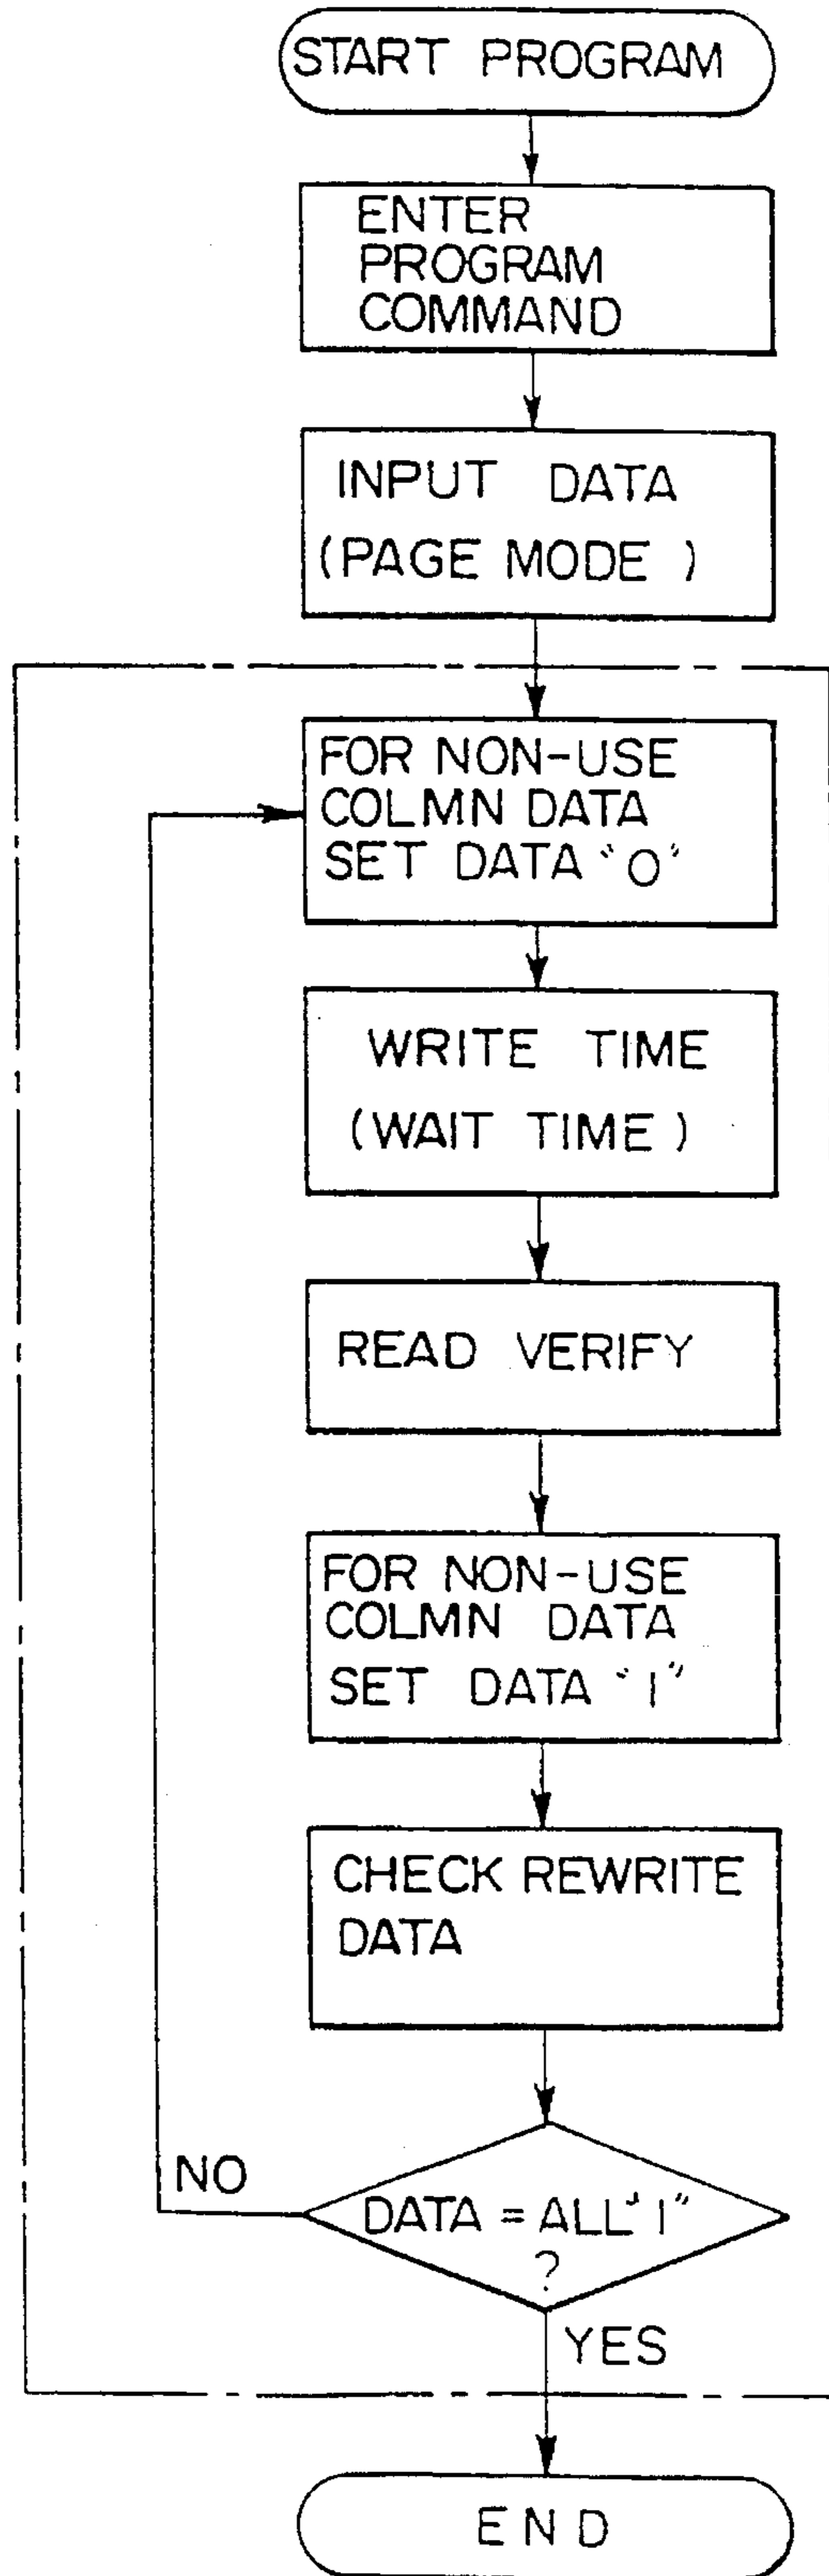 START PROGRAM
ENTER
PROGRAM
COMMAND
INPUT DATA
(PAGE MODE )
FOR NON-USE
COLMN DATA
SET DATA "0"
WRITE TIME
(WAIT TIME )
READ VERIFY
FOR NON-USE
COLMN DATA
SET DATA "1"
CHECK REWRITE
DATA
NO
DATA = ALL "1"
?
YES
END